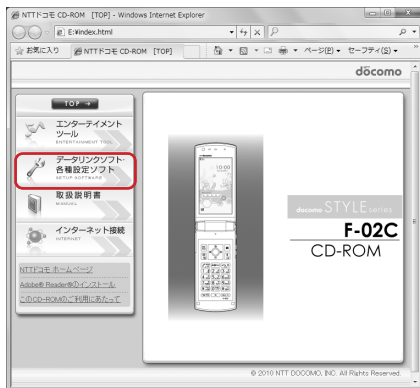 NTTドコモ CD-ROM [TOP] - Windows Internet Explorer
E:¥index.html
お気に入り
NTTドコモ CD-ROM [TOP]
ページ(P)
セーフティ(S)
docomo
TOP
エンターテイメント
ツール
ENTERTAINMENT TOOL
データリンクソフト・
各種設定ソフト
SETUP SOFTWARE
取扱説明書
MANUAL
インターネット接続
INTERNET
NTTドコモ ホームページ
Adobe® Reader®のインストール
このCD-ROMのご利用にあたって
docomo STYLE series
F-02C
CD-ROM
© 2010 NTT DOCOMO, INC. All Rights Reserved.